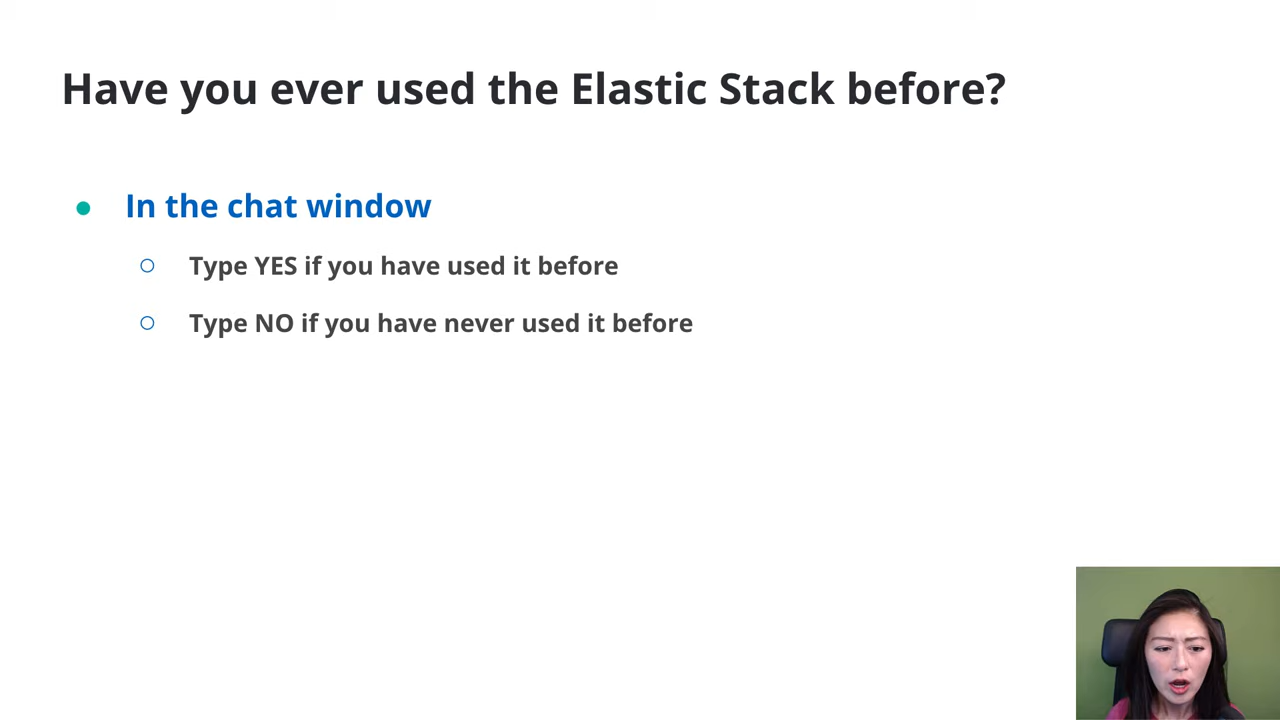 Have you ever used the Elastic Stack before?
In the chat window
Type YES if you have used it before
Type NO if you have never used it before